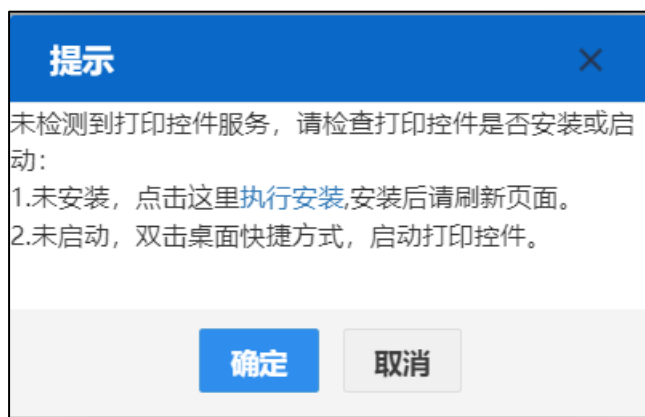 提示
未检测到打印控件服务，请检查打印控件是否安装或启
动：
1.未安装，点击这里执行安装,安装后请刷新页面。
2.未启动，双击桌面快捷方式，启动打印控件。
确定 取消